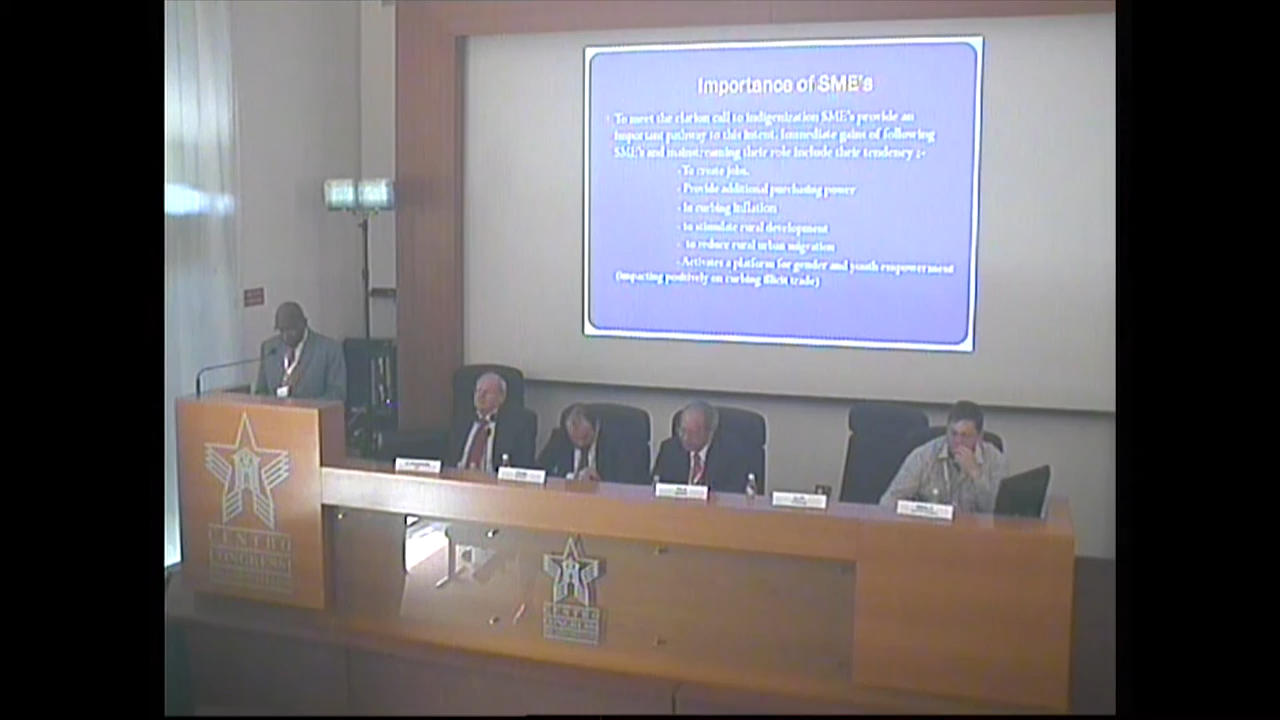 Importance of SME's
To meet the clarion call to indigenization SME's provide an
important pathway to this intent. Immediate gains of following
SME's and mainstreaming their role include their tendency ;-
- To create jobs.
- Provide additional purchasing power
- In curbing inflation
- to stimulate rural development
- to reduce rural urban migration
- Activates a platform for gender and youth empowerment
(impacting positively on curbing illicit trade)
CENTRO
CONGRESSI
CENTRO
CONGRESSI